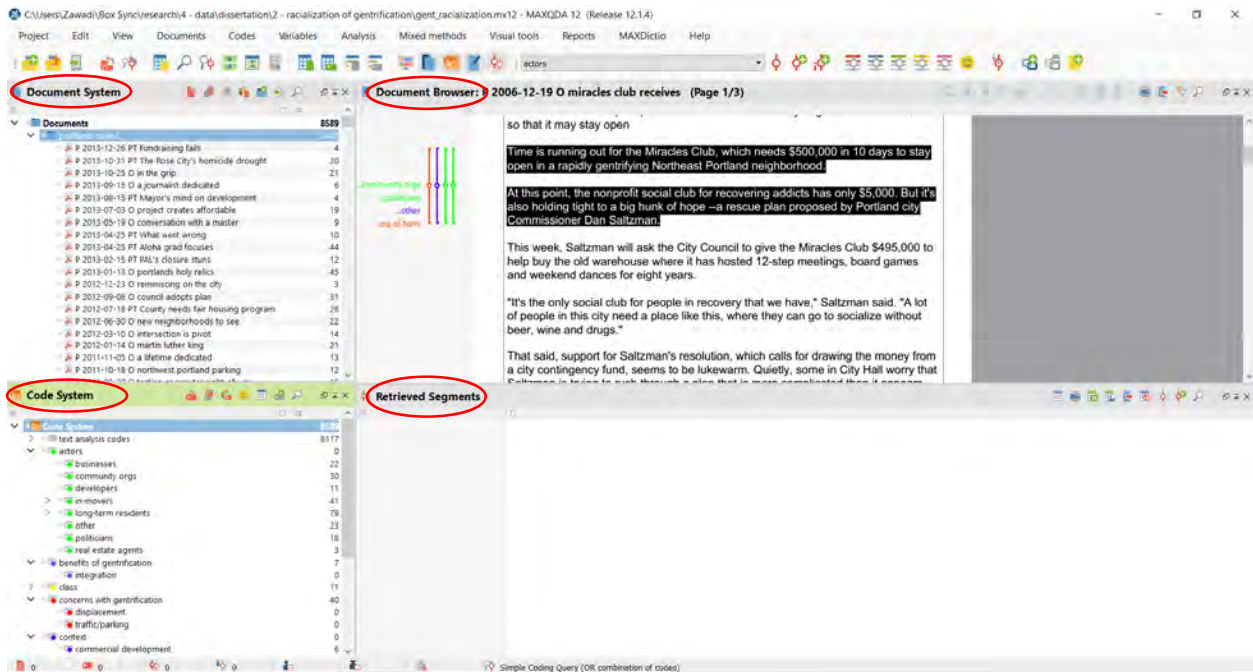 C:\Users\Zawadi\Box Sync\research\4 - data\dissertation\2 - racialization of gentrification\gent_racialization.mx12 - MAXQDA 12 (Release 12.1.4)
Project Edit View Documents Codes Variables Analysis Mixed methods Visual tools Reports MAXDictio Help
actors
Document System
Documents 8589
P 2013-12-26 PT Fundraising fails 4
P 2013-10-31 PT The Rose City's homicide drought 20
P 2013-10-25 O in the grip 21
P 2013-09-15 O a journalist dedicated 6
P 2013-08-15 PT Mayor's mind on development 4
P 2013-07-03 O project creates affordable 19
P 2013-05-19 O conversation with a master 9
P 2013-04-25 PT What went wrong 10
P 2013-04-25 PT Aloha grad focuses 44
P 2013-02-15 PT PAL's closure stuns 12
P 2013-01-13 O portlands holy relics 45
P 2012-12-23 O reminiscing on the city 3
P 2012-09-08 O council adopts plan 31
P 2012-07-18 PT County needs fair housing program 28
P 2012-06-30 O new neighborhoods to see 22
P 2012-03-10 O intersection is pivot 14
P 2012-01-14 O martin luther king 21
P 2011-11-05 O a lifetime dedicated 13
P 2011-10-18 O northwest portland parking 12
Document Browser: P 2006-12-19 O miracles club receives (Page 1/3)
so that it may stay open
Time is running out for the Miracles Club, which needs $500,000 in 10 days to stay
open in a rapidly gentrifying Northeast Portland neighborhood.
At this point, the nonprofit social club for recovering addicts has only $5,000. But it's
also holding tight to a big hunk of hope --a rescue plan proposed by Portland city
Commissioner Dan Saltzman.
This week, Saltzman will ask the City Council to give the Miracles Club $495,000 to
help buy the old warehouse where it has hosted 12-step meetings, board games
and weekend dances for eight years.
"It's the only social club for people in recovery that we have," Saltzman said. "A lot
of people in this city need a place like this, where they can go to socialize without
beer, wine and drugs."
That said, support for Saltzman's resolution, which calls for drawing the money from
a city contingency fund, seems to be lukewarm. Quietly, some in City Hall worry that
..other
use of term
Code System
Code System 8589
text analysis codes 8117
actors 0
businesses 22
community orgs 30
developers 11
in-movers 41
long-term residents 79
other 23
politicians 18
real estate agents 3
benefits of gentrification 7
integration 0
class 11
concerns with gentrification 40
displacement 0
traffic/parking 0
context 0
commercial development 6
Retrieved Segments
0 0 0 0
Simple Coding Query (OR combination of codes)